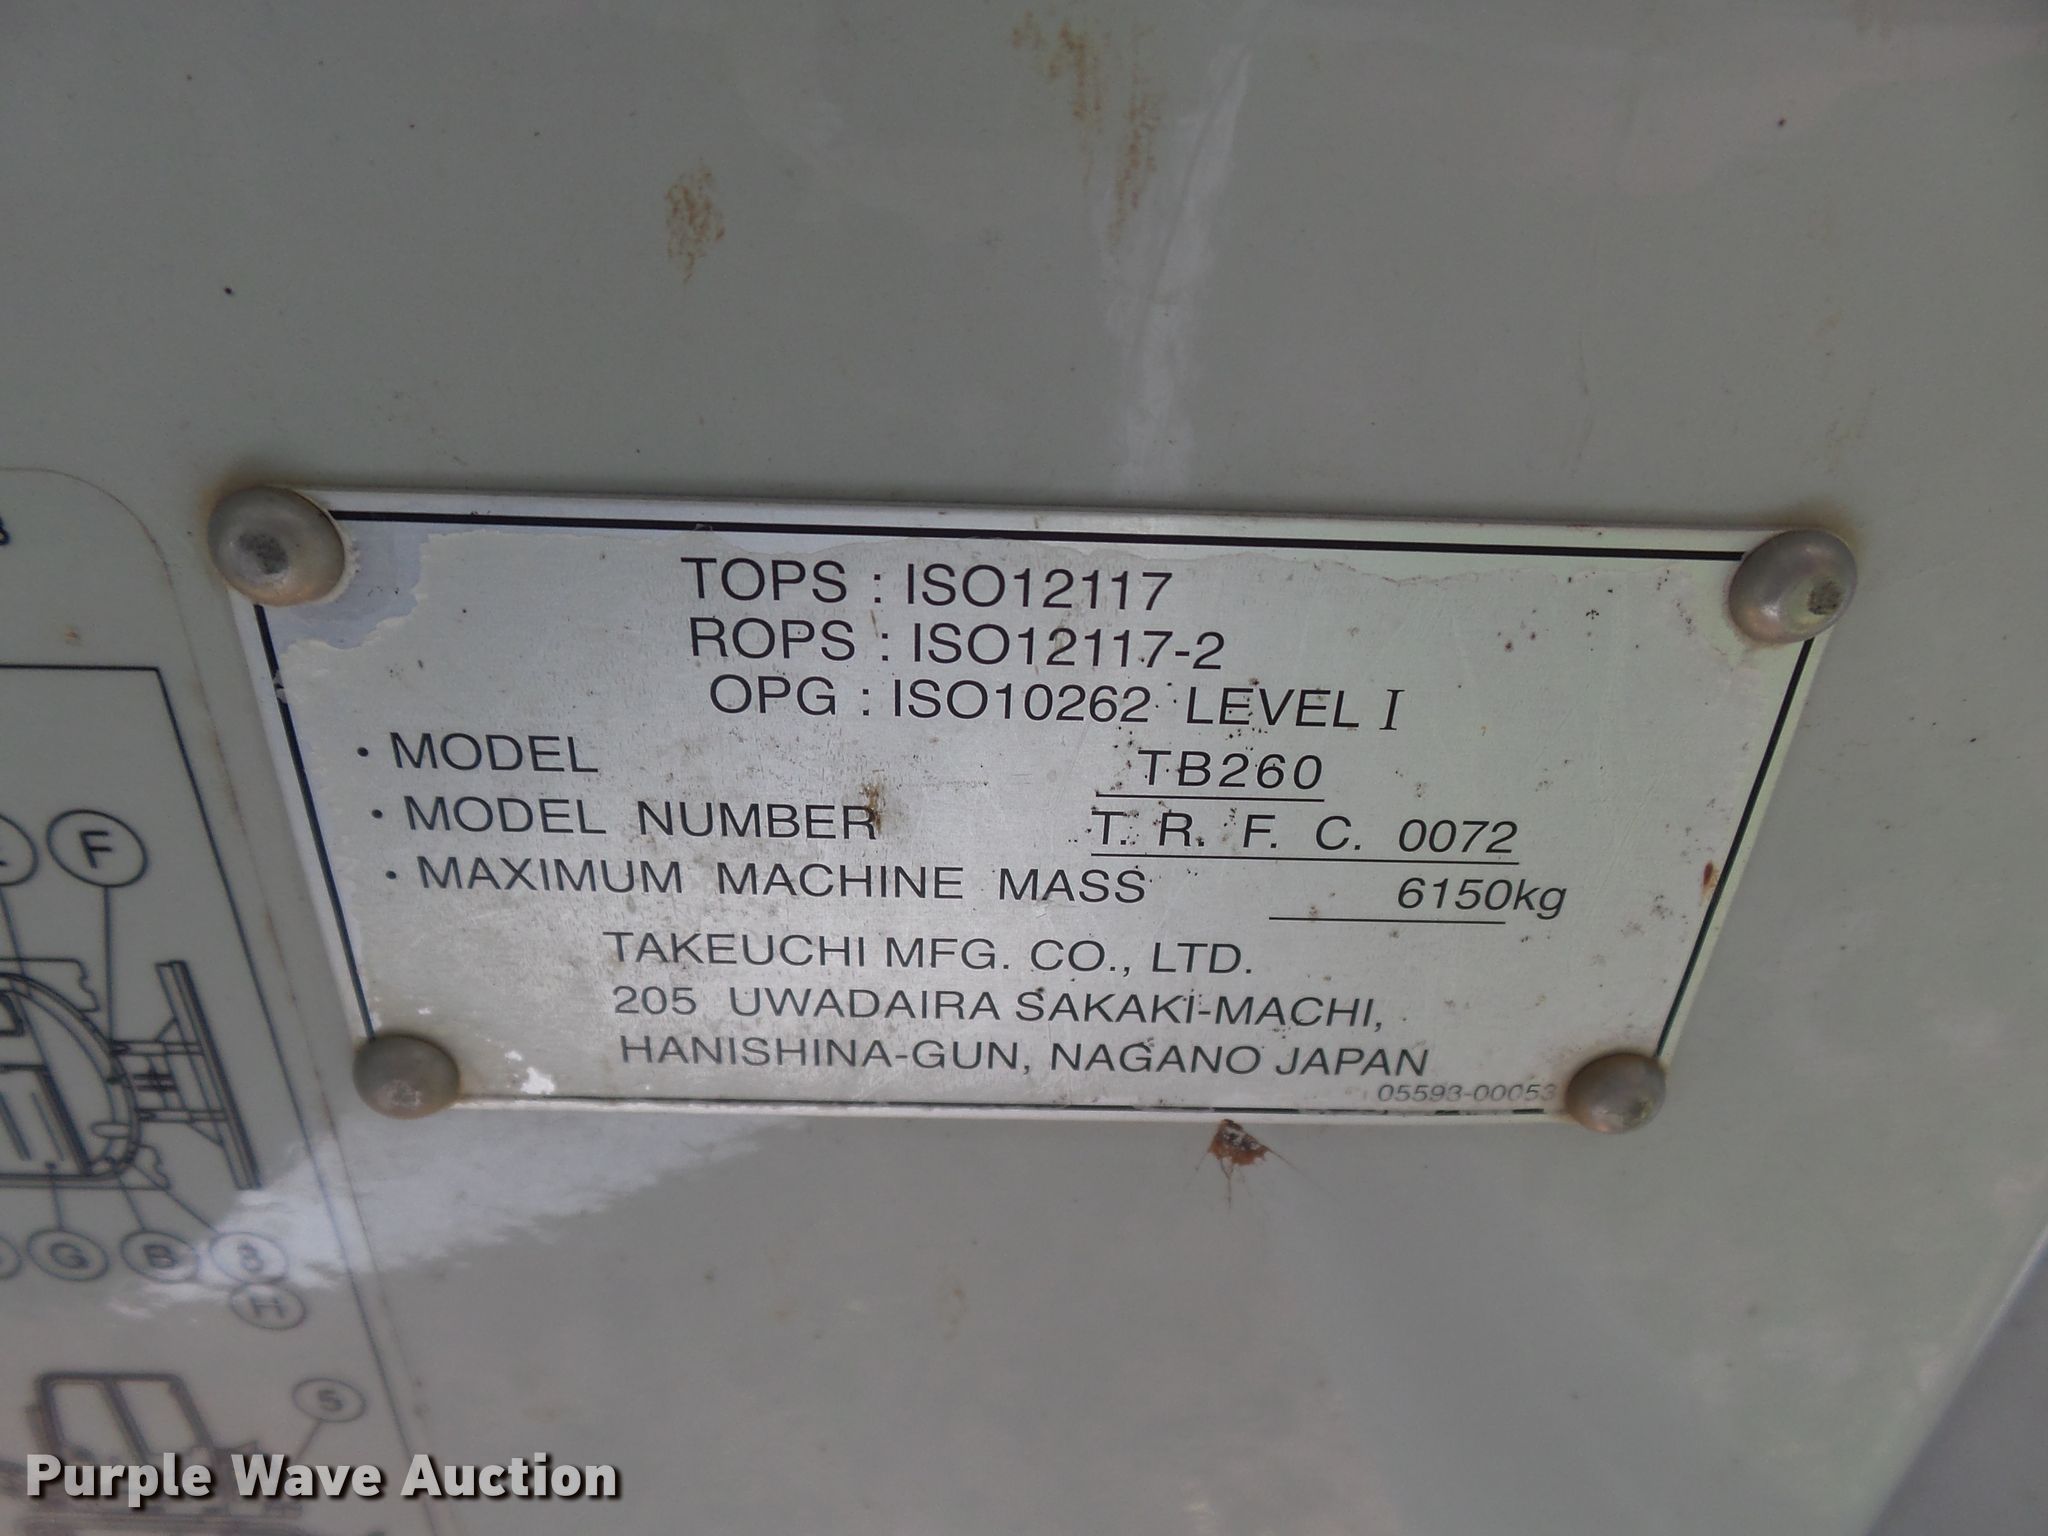 TOPS : ISO12117
ROPS : ISO12117-2
OPG : ISO10262 LEVEL I
· MODEL TB260
· MODEL NUMBER T. R. F. C. 0072
· MAXIMUM MACHINE MASS 6150kg
TAKEUCHI MFG. CO., LTD.
205 UWADAIRA SAKAKI-MACHI,
HANISHINA-GUN, NAGANO JAPAN
05593-00053
F
G B 8
H
5
Purple Wave Auction